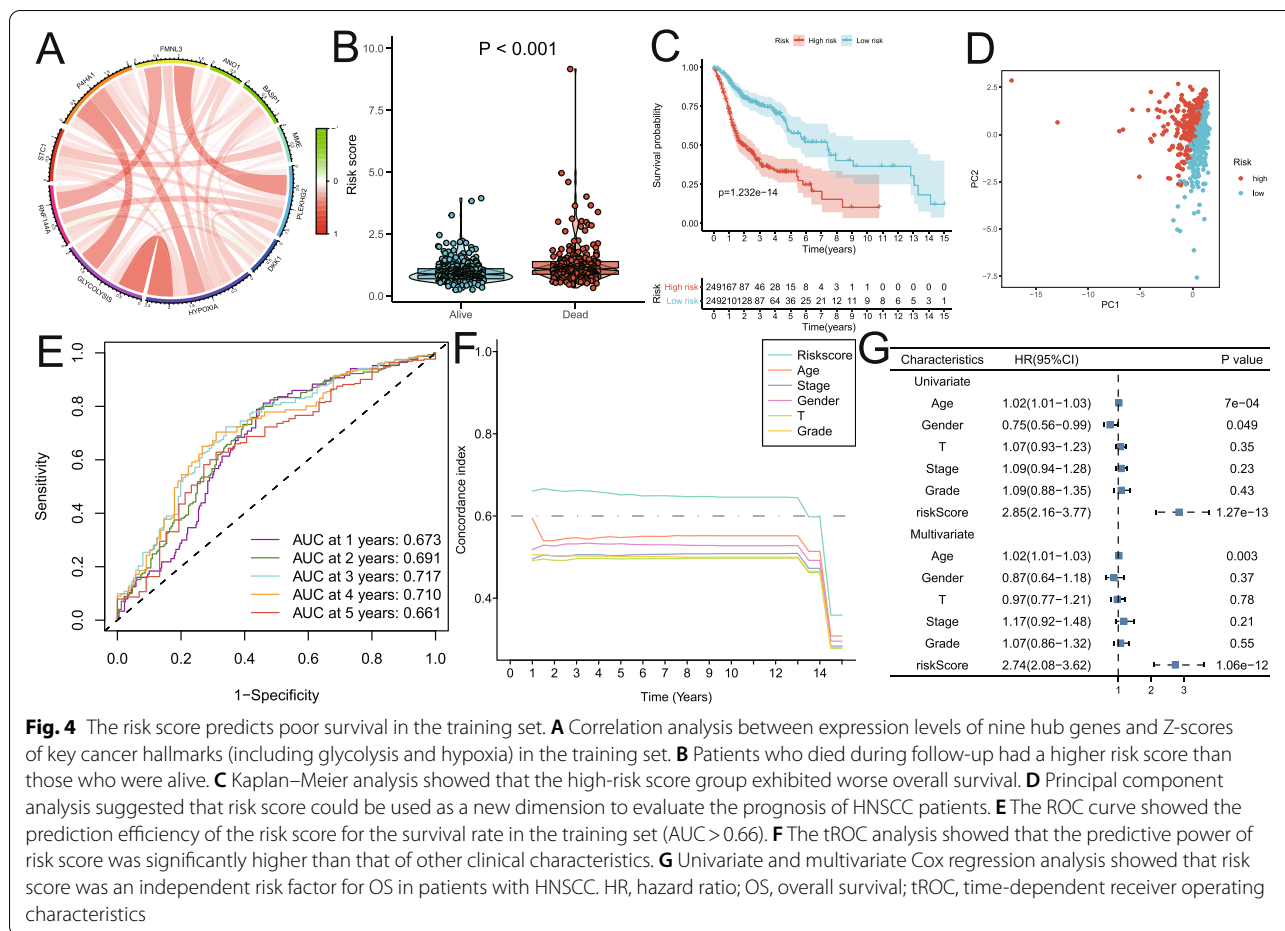 A
FMNL3
ANO1
BASP1
MME
PLEKHG2
DKK1
HYPOXIA
GLYCOLYSIS
RNF144A
STC1
P4HA1
0
1
B
P < 0.001
Risk score
10.0
7.5
5.0
2.5
0.0
Alive
Dead
C
Risk High risk Low risk
Survival probability
1.00
0.75
0.50
0.25
0.00
p=1.232e−14
0 1 2 3 4 5 6 7 8 9 10 11 12 13 14 15
Time(years)
Risk
High risk 249 167 87 46 28 15 8 4 3 1 1 0 0 0 0 0
Low risk 249 210 128 87 64 36 25 21 12 11 9 8 6 5 3 1
0 1 2 3 4 5 6 7 8 9 10 11 12 13 14 15
Time(years)
D
PC2
2.5
0.0
−2.5
−5.0
−7.5
−15 −10 −5 0
PC1
Risk
high
low
E
Sensitivity
1.0
0.8
0.6
0.4
0.2
0.0
AUC at 1 years: 0.673
AUC at 2 years: 0.691
AUC at 3 years: 0.717
AUC at 4 years: 0.710
AUC at 5 years: 0.661
0.0 0.2 0.4 0.6 0.8 1.0
1−Specificity
F
Concordance index
1.0
0.8
0.6
0.4
Riskscore
Age
Stage
Gender
T
Grade
0 1 2 3 4 5 6 7 8 9 10 11 12 13 14
Time (Years)
G
Characteristics HR(95%CI) P value
Univariate
Age 1.02(1.01−1.03) 7e−04
Gender 0.75(0.56−0.99) 0.049
T 1.07(0.93−1.23) 0.35
Stage 1.09(0.94−1.28) 0.23
Grade 1.09(0.88−1.35) 0.43
riskScore 2.85(2.16−3.77) 1.27e−13
Multivariate
Age 1.02(1.01−1.03) 0.003
Gender 0.87(0.64−1.18) 0.37
T 0.97(0.77−1.21) 0.78
Stage 1.17(0.92−1.48) 0.21
Grade 1.07(0.86−1.32) 0.55
riskScore 2.74(2.08−3.62) 1.06e−12
1 2 3
Fig. 4 The risk score predicts poor survival in the training set. A Correlation analysis between expression levels of nine hub genes and Z-scores
of key cancer hallmarks (including glycolysis and hypoxia) in the training set. B Patients who died during follow-up had a higher risk score than
those who were alive. C Kaplan–Meier analysis showed that the high-risk score group exhibited worse overall survival. D Principal component
analysis suggested that risk score could be used as a new dimension to evaluate the prognosis of HNSCC patients. E The ROC curve showed the
prediction efficiency of the risk score for the survival rate in the training set (AUC > 0.66). F The tROC analysis showed that the predictive power of
risk score was significantly higher than that of other clinical characteristics. G Univariate and multivariate Cox regression analysis showed that risk
score was an independent risk factor for OS in patients with HNSCC. HR, hazard ratio; OS, overall survival; tROC, time-dependent receiver operating
characteristics